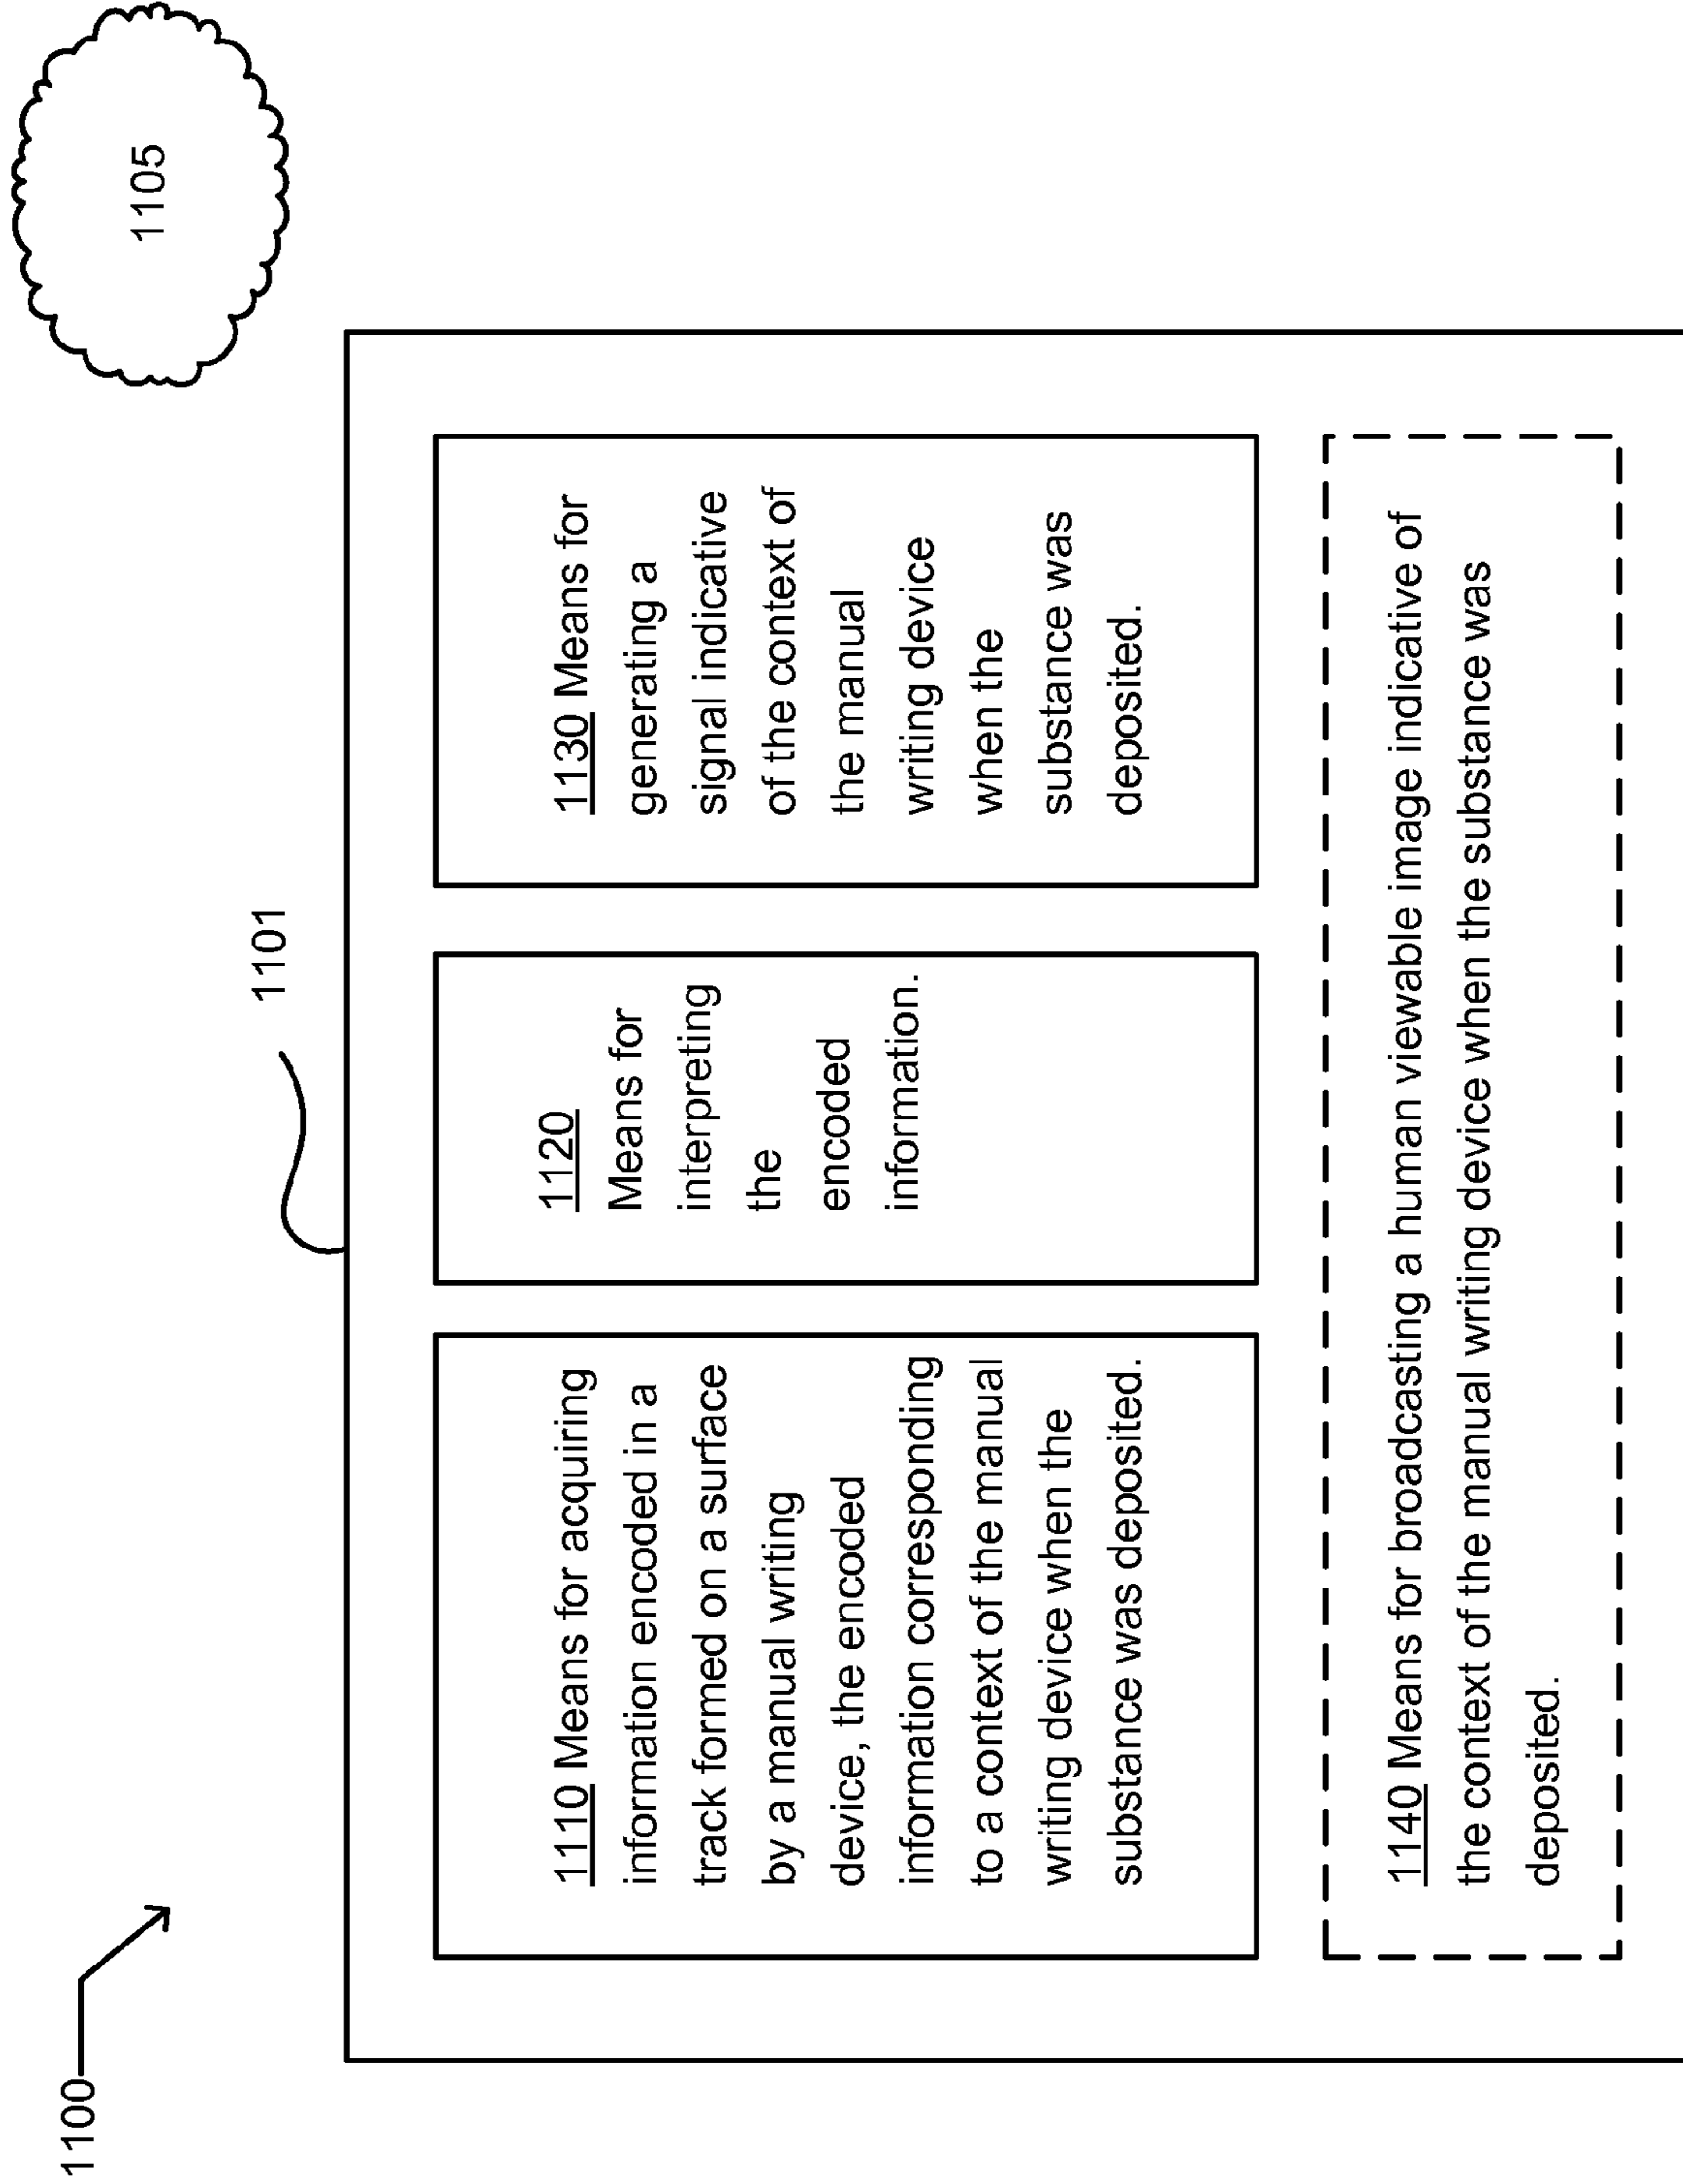 1100
1105
1101
1110 Means for acquiring
information encoded in a
track formed on a surface
by a manual writing
device, the encoded
information corresponding
to a context of the manual
writing device when the
substance was deposited.
1120
Means for
interpreting
the
encoded
information.
1130 Means for
generating a
signal indicative
of the context of
the manual
writing device
when the
substance was
deposited.
1140 Means for broadcasting a human viewable image indicative of
the context of the manual writing device when the substance was
deposited.